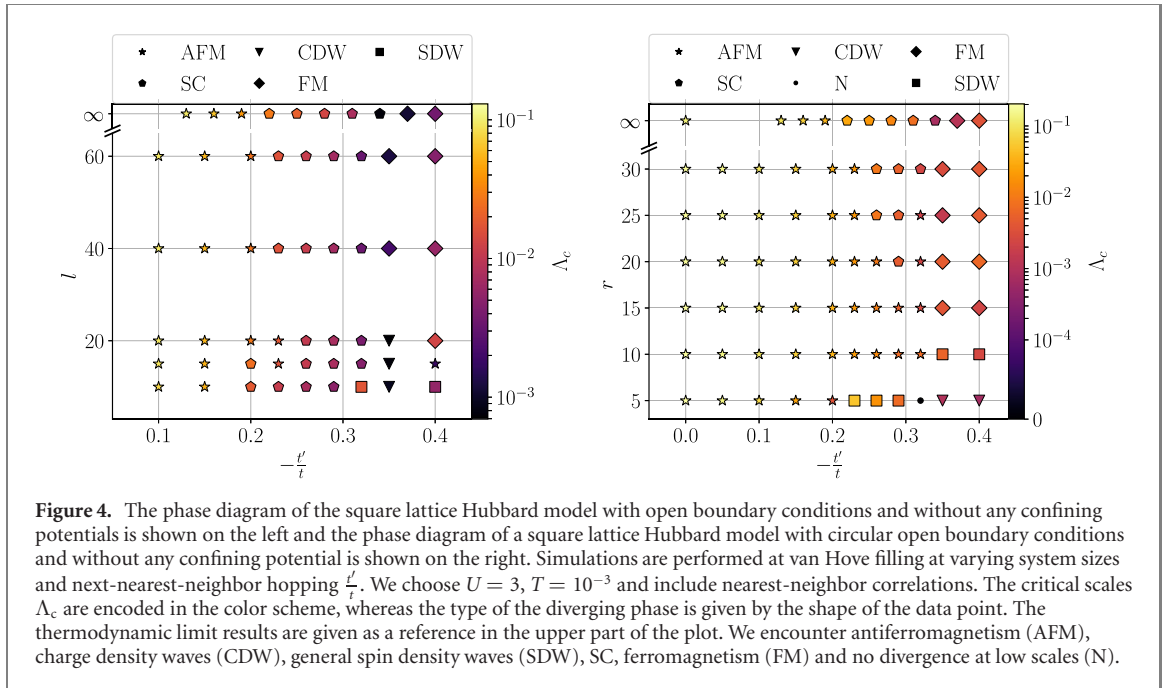 AFM CDW SDW
SC FM
∞
60
40
20
l
0.1 0.2 0.3 0.4
−t′/t
10⁻¹
10⁻²
10⁻³
Λc
AFM CDW FM
SC N SDW
∞
30
25
20
15
10
5
r
0.0 0.1 0.2 0.3 0.4
−t′/t
10⁻¹
10⁻²
10⁻³
10⁻⁴
0
Λc
Figure 4. The phase diagram of the square lattice Hubbard model with open boundary conditions and without any confining
potentials is shown on the left and the phase diagram of a square lattice Hubbard model with circular open boundary conditions
and without any confining potential is shown on the right. Simulations are performed at van Hove filling at varying system sizes
and next-nearest-neighbor hopping t′/t. We choose U = 3, T = 10⁻³ and include nearest-neighbor correlations. The critical scales
Λc are encoded in the color scheme, whereas the type of the diverging phase is given by the shape of the data point. The
thermodynamic limit results are given as a reference in the upper part of the plot. We encounter antiferromagnetism (AFM),
charge density waves (CDW), general spin density waves (SDW), SC, ferromagnetism (FM) and no divergence at low scales (N).